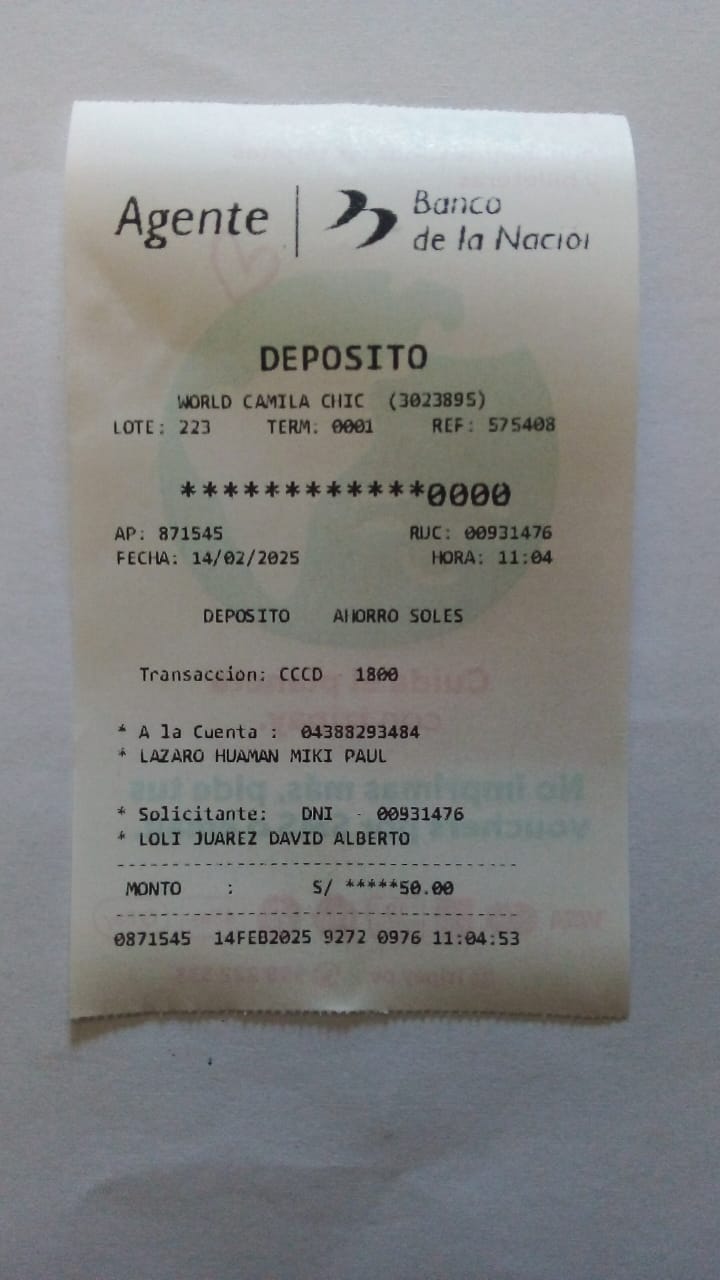 Agente
Banco
de la Nación
DEPOSITO
WORLD CAMILA CHIC (3023895)
LOTE: 223 TERM: 0001 REF: 575408
************0000
AP: 871545 RUC: 00931476
FECHA: 14/02/2025 HORA: 11:04
DEPOSITO AHORRO SOLES
Transaccion: CCCD 1800
* A la Cuenta : 04388293484
* LAZARO HUAMAN MIKI PAUL
* Solicitante: DNI - 00931476
* LOLI JUAREZ DAVID ALBERTO
MONTO : S/ *****50.00
0871545 14FEB2025 9272 0976 11:04:53